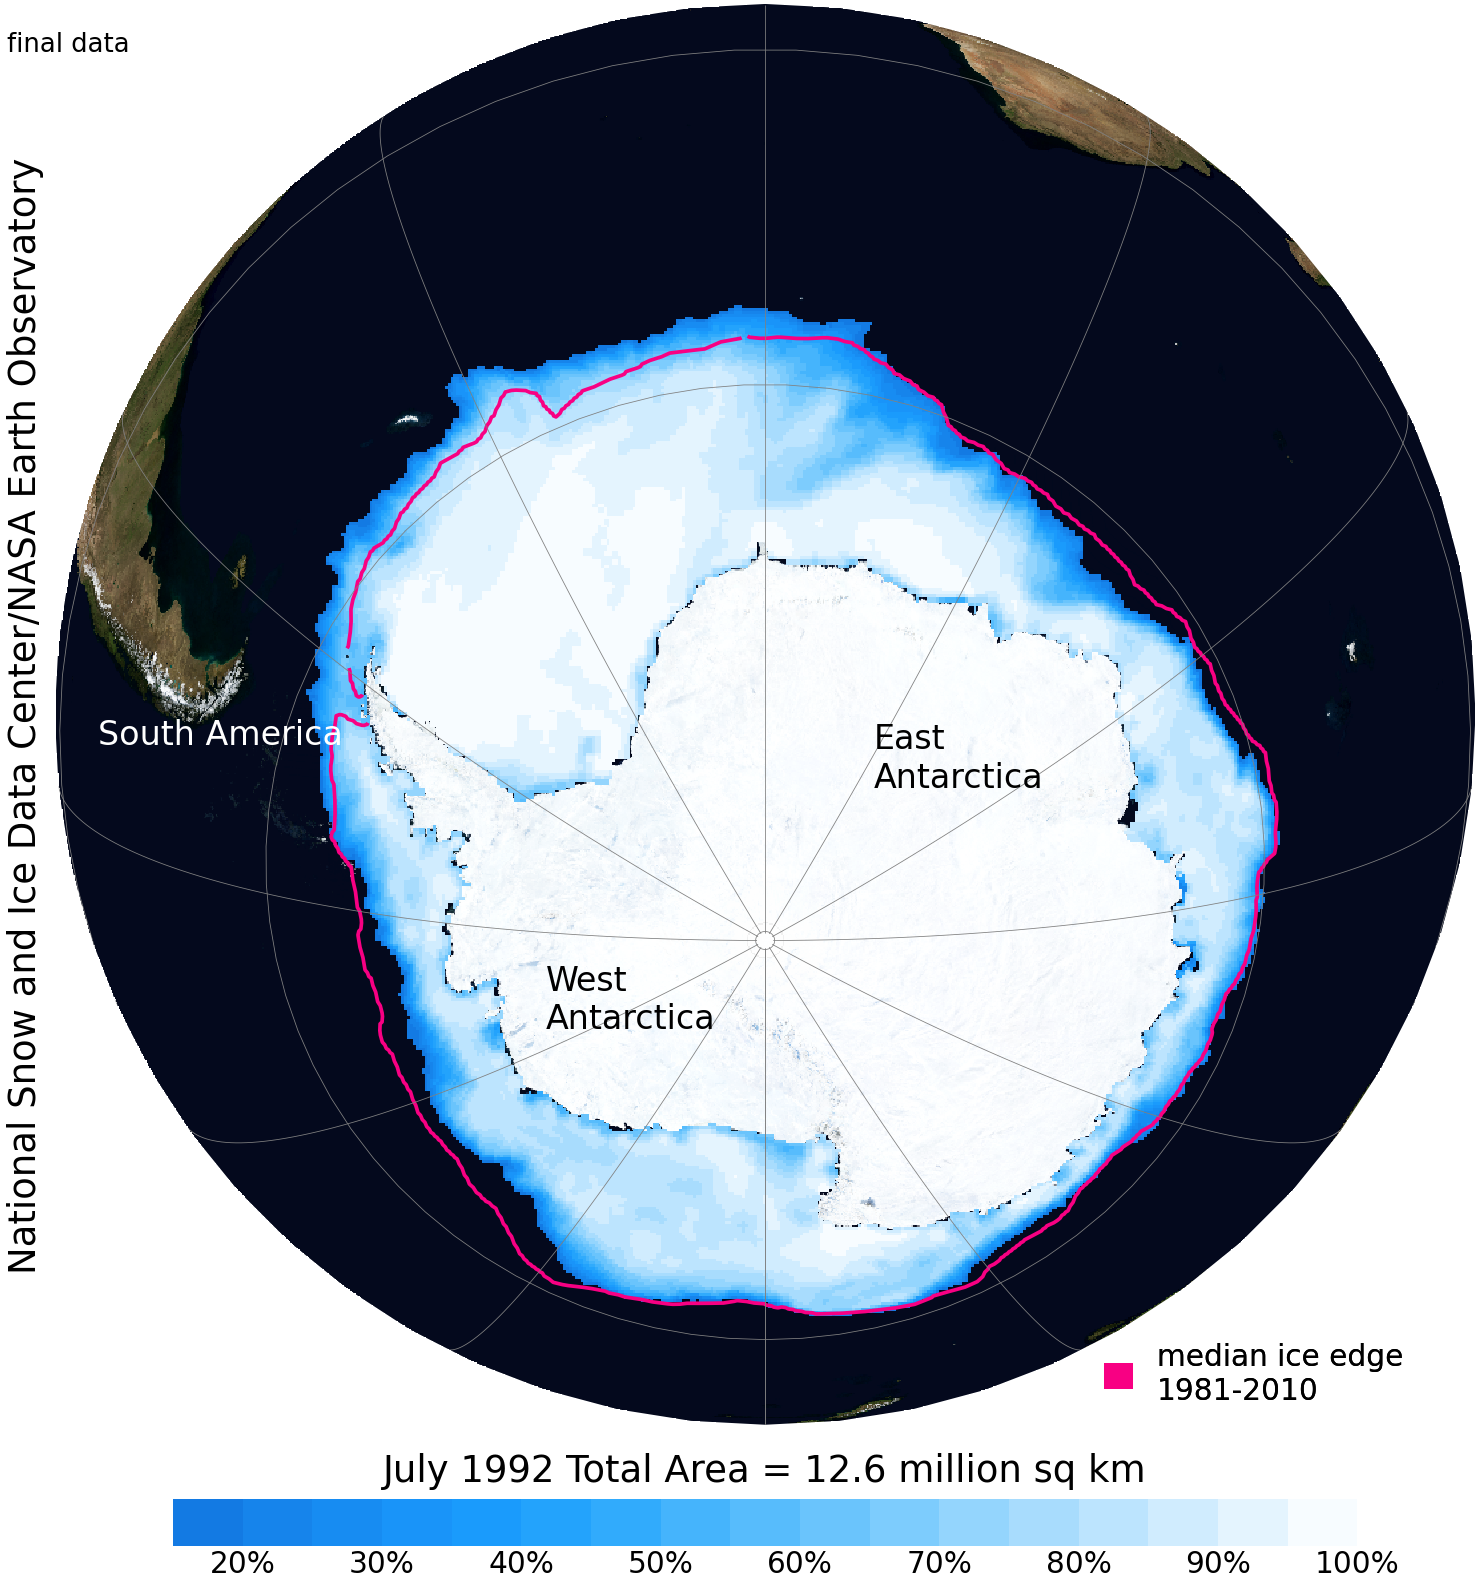 final data
National Snow and Ice Data Center/NASA Earth Observatory
South America
East
Antarctica
West
Antarctica
median ice edge
1981-2010
July 1992 Total Area = 12.6 million sq km
20% 30% 40% 50% 60% 70% 80% 90% 100%